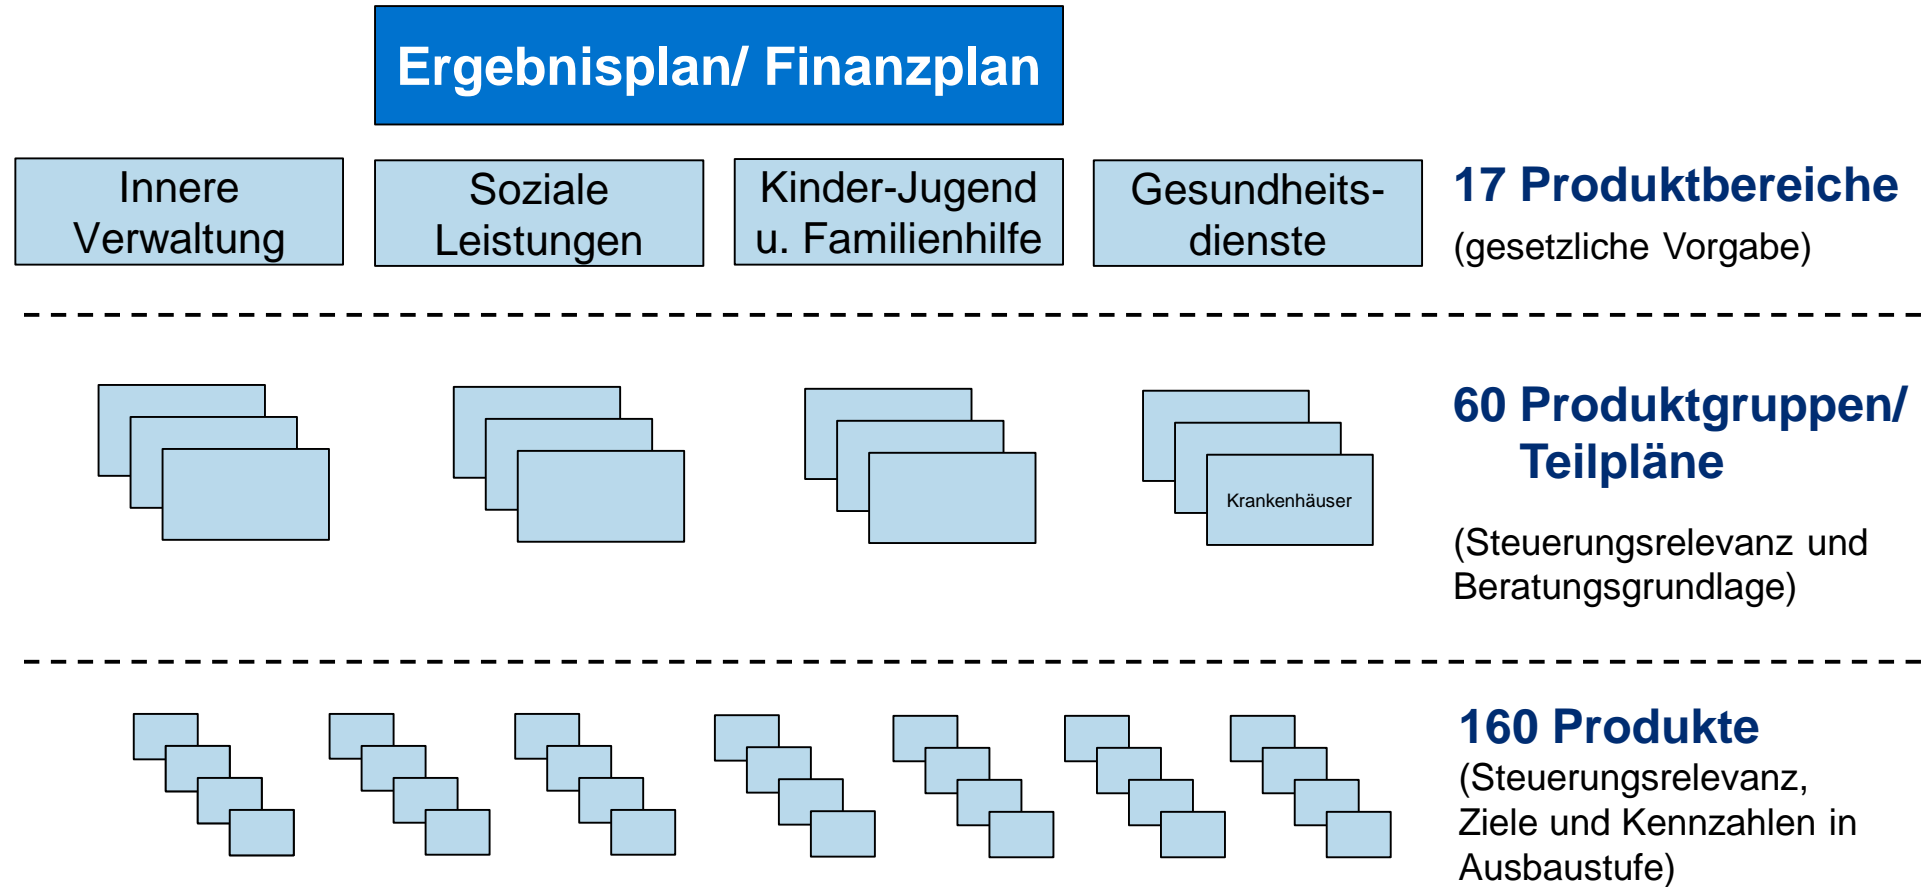 Ergebnisplan/ Finanzplan
Innere
Verwaltung
Soziale
Leistungen
Kinder-Jugend
u. Familienhilfe
Gesundheits-
dienste
17 Produktbereiche
(gesetzliche Vorgabe)
Krankenhäuser
60 Produktgruppen/
Teilpläne
(Steuerungsrelevanz und
Beratungsgrundlage)
160 Produkte
(Steuerungsrelevanz,
Ziele und Kennzahlen in
Ausbaustufe)